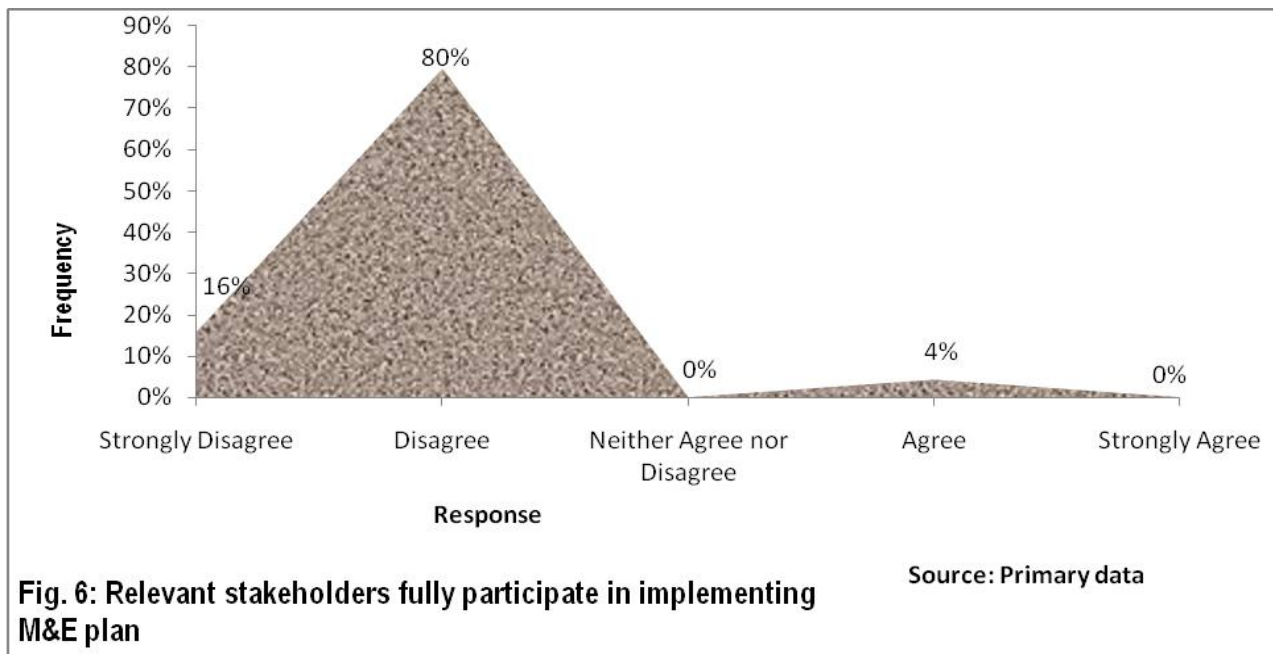 90%
80%
70%
60%
50%
40%
30%
20%
10%
0%
Frequency
16%
80%
0%
4%
0%
Strongly Disagree
Disagree
Neither Agree nor
Disagree
Agree
Strongly Agree
Response
Source: Primary data
Fig. 6: Relevant stakeholders fully participate in implementing
M&E plan